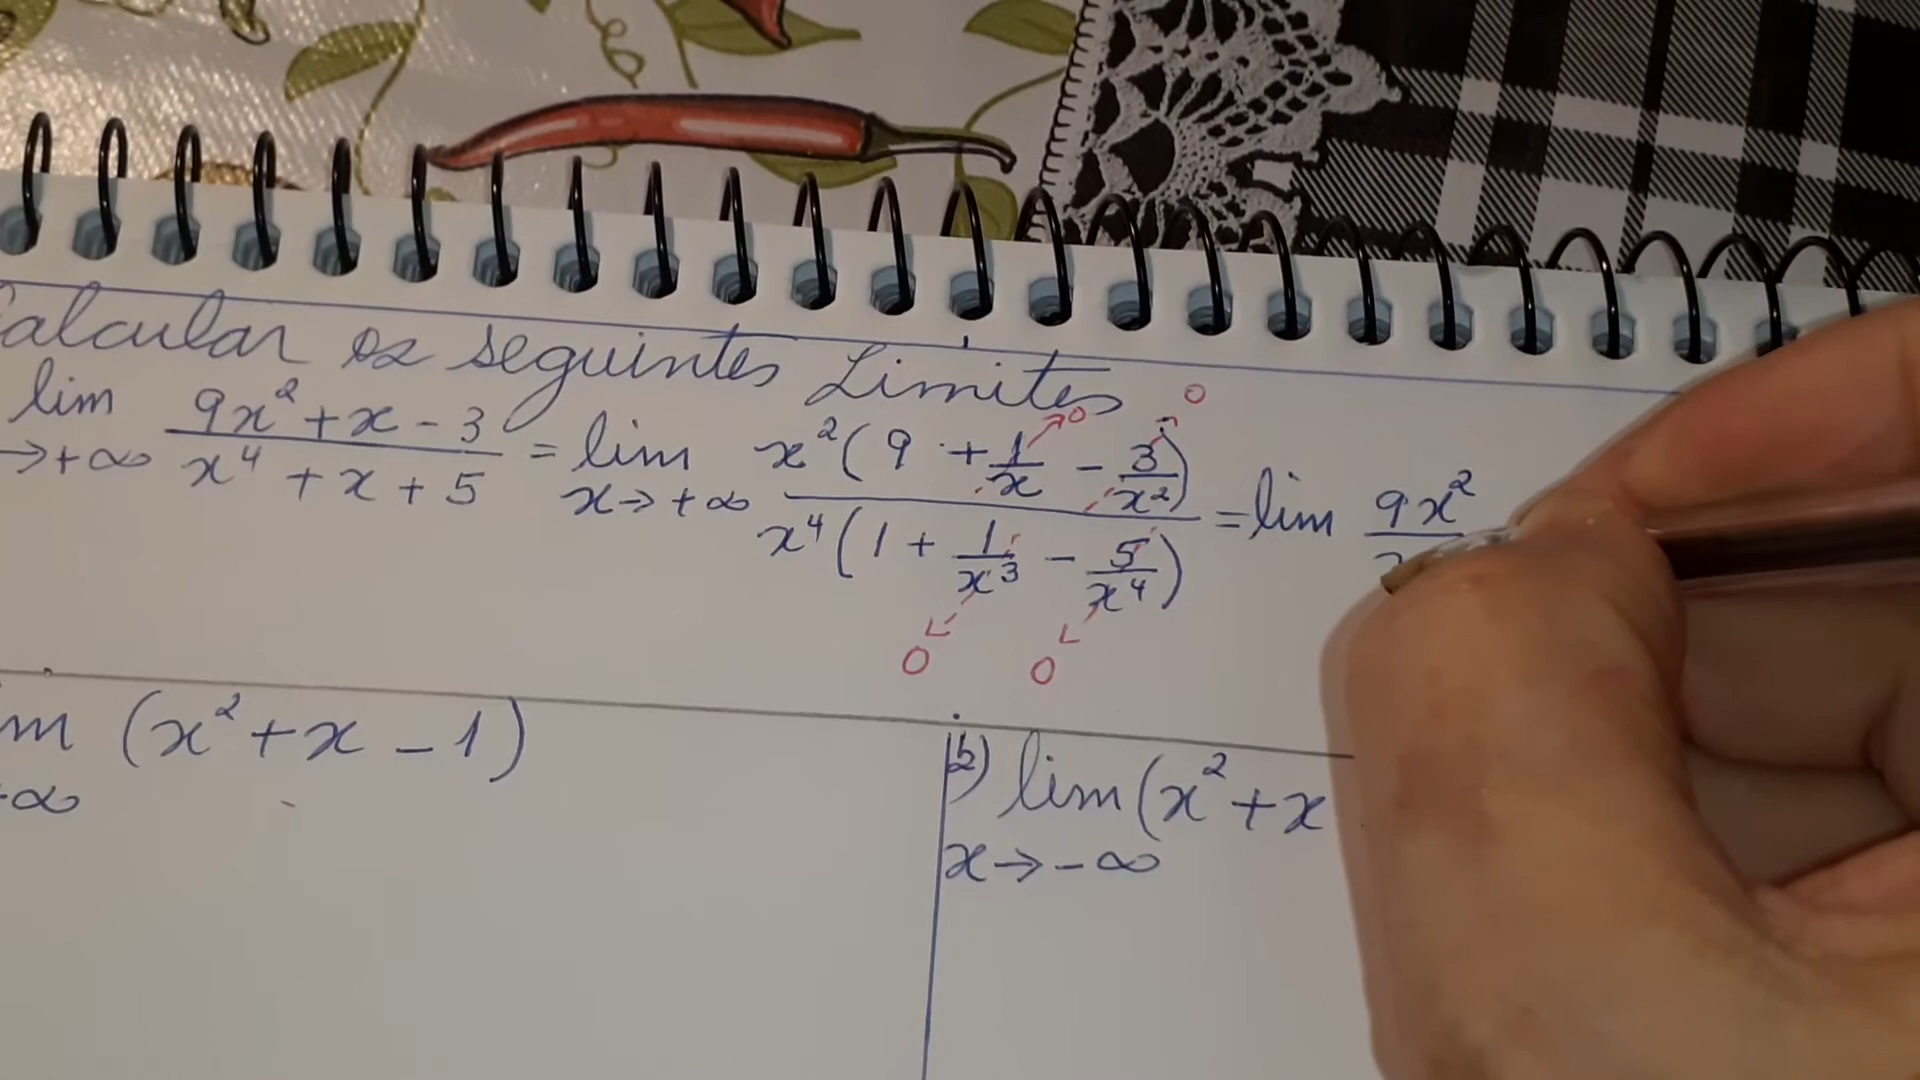 Calcular os seguintes Limites
lim 9x² + x - 3 / x⁴ + x + 5 = lim x²(9 + 1/x - 3/x²) / x⁴(1 + 1/x³ - 5/x⁴) = lim 9x²
→+∞ x→+∞
0 0
0 0
m (x² + x - 1)
∞
b) lim (x² + x
x→-∞